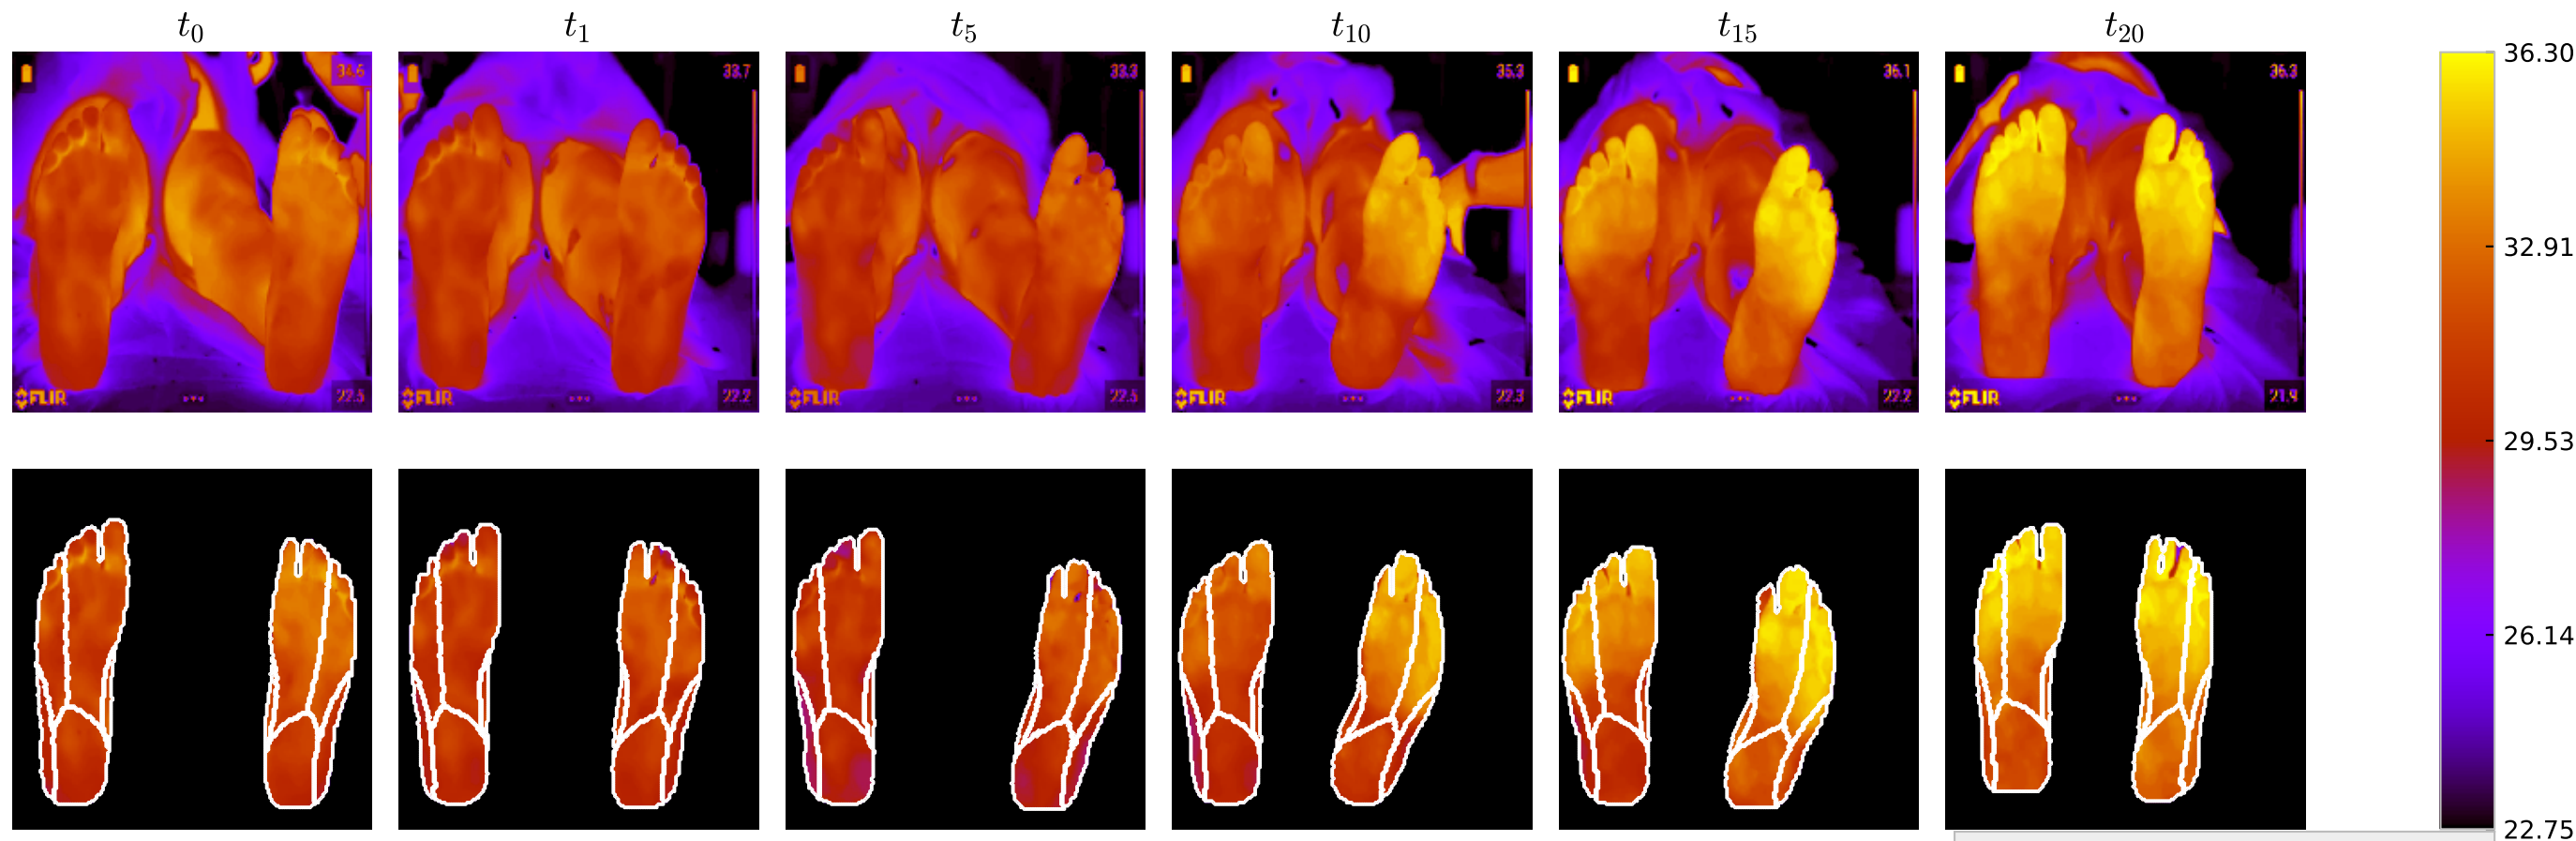 t0 t1 t5 t10 t15 t20
34.6 33.7 33.3 35.3 36.1 36.3
FLIR 22.5 FLIR 22.2 FLIR 22.5 FLIR 22.3 FLIR 22.2 FLIR 21.9
36.30
32.91
29.53
26.14
22.75